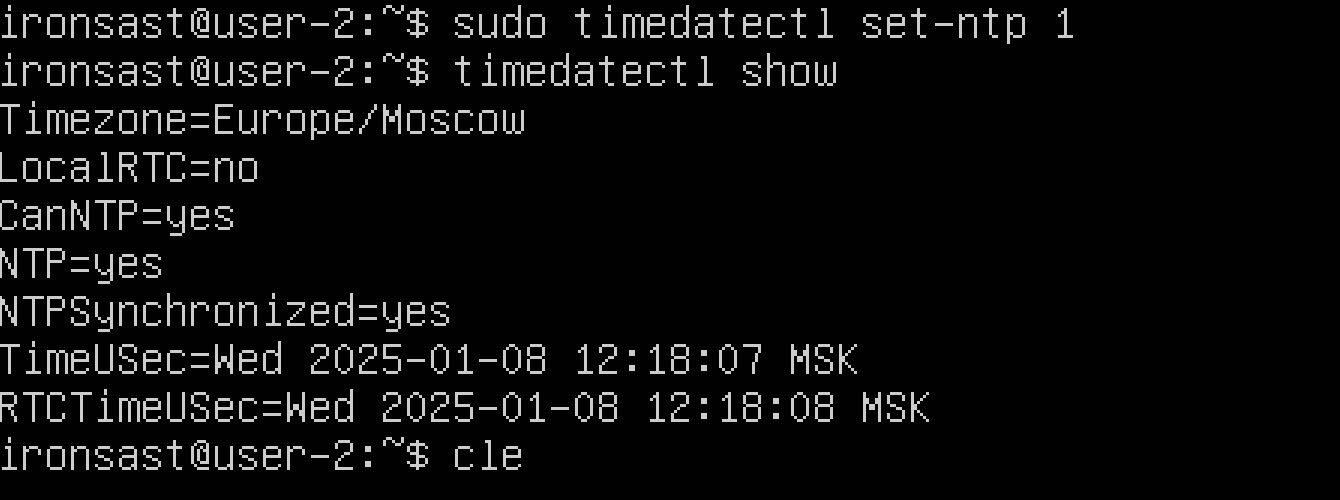 ironsast@user-2:~$ sudo timedatectl set-ntp 1
ironsast@user-2:~$ timedatectl show
Timezone=Europe/Moscow
LocalRTC=no
CanNTP=yes
NTP=yes
NTPSynchronized=yes
TimeUSec=Wed 2025-01-08 12:18:07 MSK
RTCTimeUSec=Wed 2025-01-08 12:18:08 MSK
ironsast@user-2:~$ cle